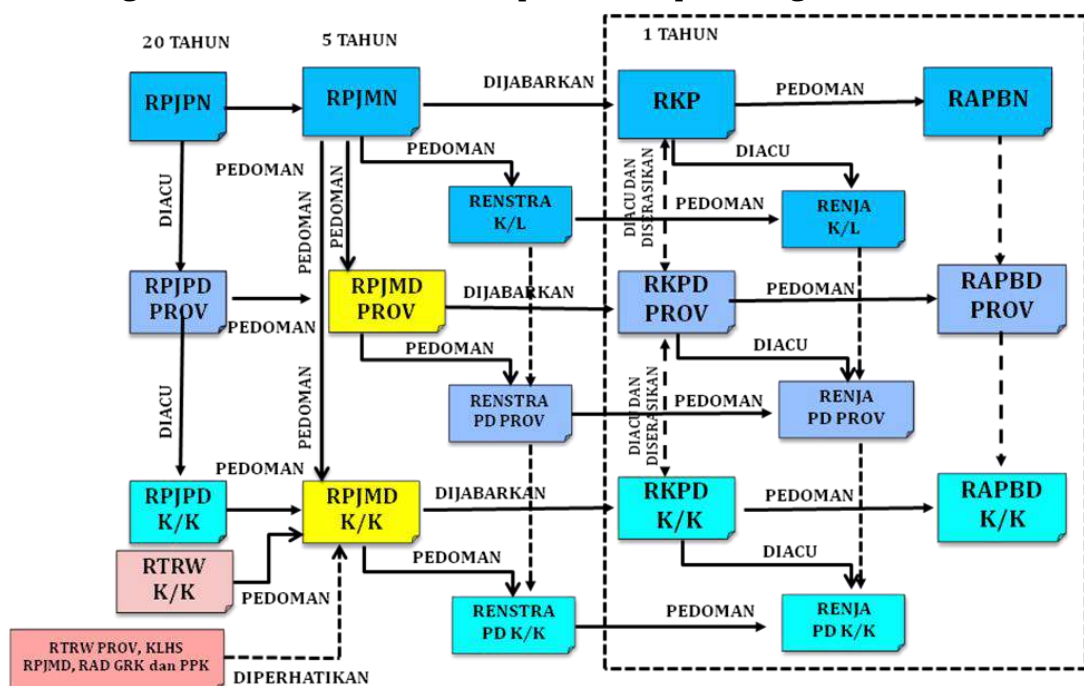 20 TAHUN
5 TAHUN
1 TAHUN
RPJPN
RPJMN
DIJABARKAN
RKP
PEDOMAN
RAPBN
PEDOMAN
PEDOMAN
DIACU
DIACU
PEDOMAN
PEDOMAN
RENSTRA
K/L
PEDOMAN
DIACU DAN
DISERASIKAN
RENJA
K/L
RPJPD
PROV
PEDOMAN
RPJMD
PROV
DIJABARKAN
RKPD
PROV
PEDOMAN
RAPBD
PROV
PEDOMAN
DIACU
DIACU
PEDOMAN
RENSTRA
PD PROV
PEDOMAN
DIACU DAN
DISERASIKAN
RENJA
PD PROV
RPJPD
K/K
PEDOMAN
RPJMD
K/K
DIJABARKAN
RKPD
K/K
PEDOMAN
RAPBD
K/K
RTRW
K/K
PEDOMAN
PEDOMAN
DIACU
RENSTRA
PD K/K
PEDOMAN
RENJA
PD K/K
RTRW PROV, KLHS
RPJMD, RAD GRK dan PPK
DIPERHATIKAN